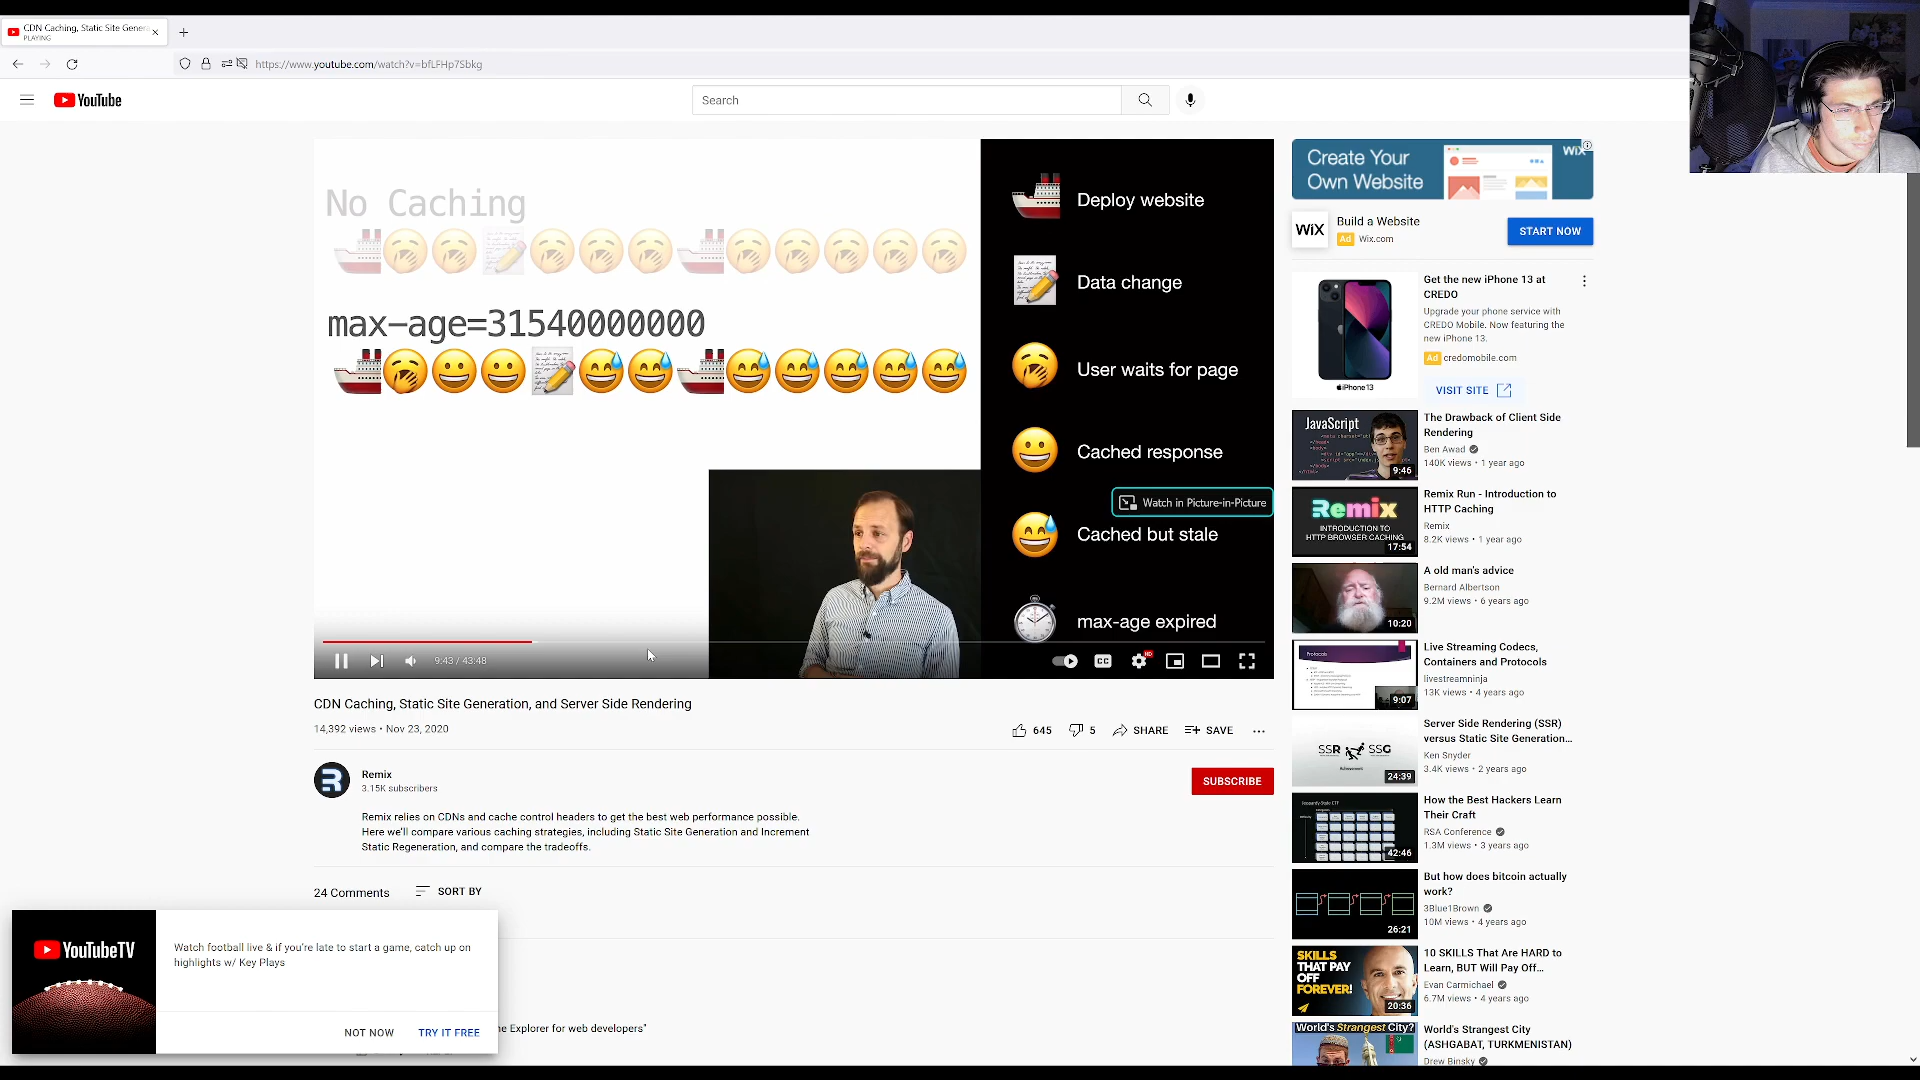 CDN Caching, Static Site Genera
PLAYING
https://www.youtube.com/watch?v=bfLFHp7Sbkg
YouTube
Search
No Caching
max-age=31540000000
Deploy website
Data change
User waits for page
Cached response
Watch in Picture-in-Picture
Cached but stale
max-age expired
9:43 / 43:48
CC
HD
CDN Caching, Static Site Generation, and Server Side Rendering
14,392 views • Nov 23, 2020
645
5
SHARE
SAVE
Remix
3.15K subscribers
SUBSCRIBE
Remix relies on CDNs and cache control headers to get the best web performance possible.
Here we'll compare various caching strategies, including Static Site Generation and Increment
Static Regeneration, and compare the tradeoffs.
24 Comments
SORT BY
YouTubeTV
Watch football live & if you're late to start a game, catch up on
highlights w/ Key Plays
NOT NOW
TRY IT FREE
ne Explorer for web developers"
Create Your
Own Website
WiX
WiX
Build a Website
Ad Wix.com
START NOW
iPhone 13
Get the new iPhone 13 at
CREDO
Upgrade your phone service with
CREDO Mobile. Now featuring the
new iPhone 13.
Ad credomobile.com
VISIT SITE
JavaScript
9:46
The Drawback of Client Side
Rendering
Ben Awad
140K views • 1 year ago
Remix
INTRODUCTION TO
HTTP BROWSER CACHING
17:54
Remix Run - Introduction to
HTTP Caching
Remix
8.2K views • 1 year ago
10:20
A old man's advice
Bernard Albertson
9.2M views • 6 years ago
Protocols
9:07
Live Streaming Codecs,
Containers and Protocols
livestreamninja
13K views • 4 years ago
SSR
SSG
24:39
Server Side Rendering (SSR)
versus Static Site Generation...
Ken Snyder
3.4K views • 2 years ago
Jeopardy-Style CTF
42:46
How the Best Hackers Learn
Their Craft
RSA Conference
1.3M views • 3 years ago
26:21
But how does bitcoin actually
work?
3Blue1Brown
10M views • 4 years ago
SKILLS
THAT PAY
OFF
FOREVER!
20:36
10 SKILLS That Are HARD to
Learn, BUT Will Pay Off...
Evan Carmichael
6.7M views • 4 years ago
World's Strangest City?
World's Strangest City
(ASHGABAT, TURKMENISTAN)
Drew Binsky